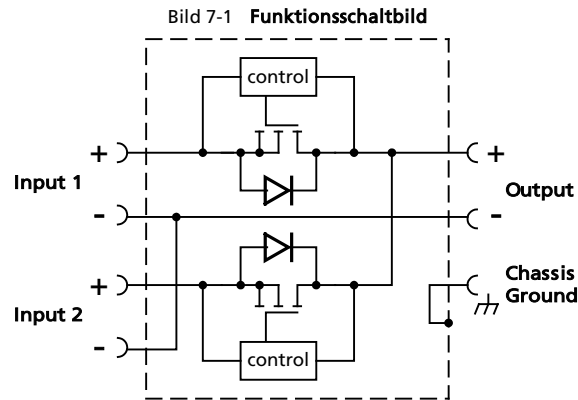 Bild 7-1 Funktionsschaltbild
control
+ +
Input 1 Output
- -
+ Chassis
Ground
Input 2
-
control